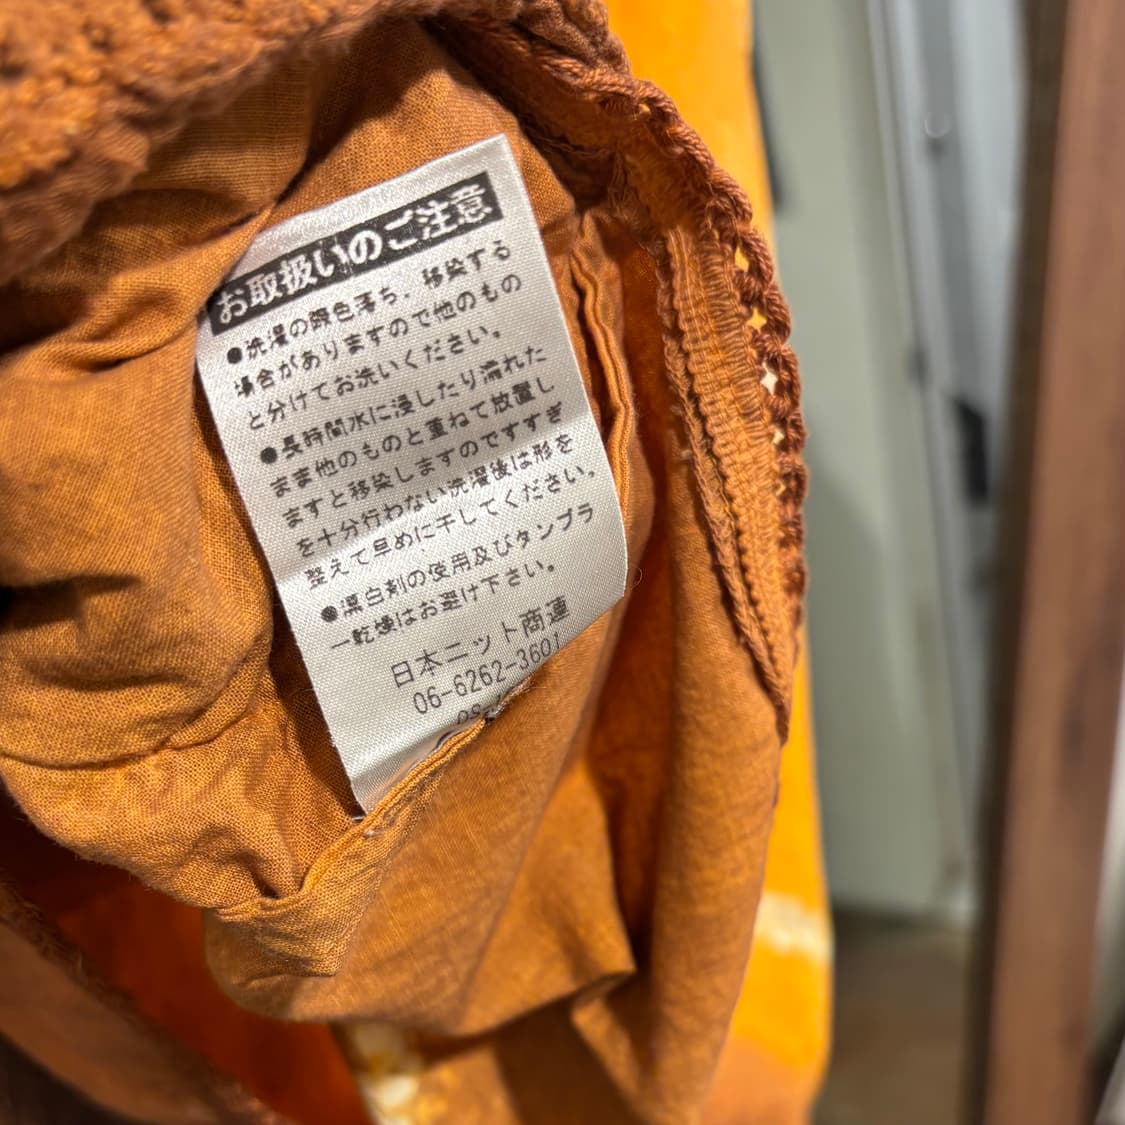 お取扱いのご注意
●洗濯の際色落ち、移染する
場合がありますので他のもの
と分けてお洗いください。
●長時間水に浸したり濡れた
まま他のものと重ねて放置し
ますと移染しますのですすぎ
を十分行わない洗濯後は形を
整えて早めに干してください。
●漂白剤の使用及びタンブラ
ー乾燥はお避け下さい。
日本ニット商連
06-6262-3601